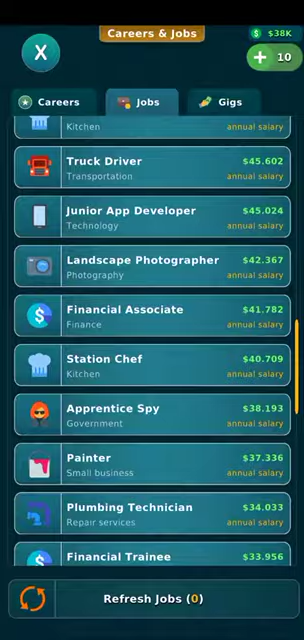 Careers & Jobs
$ $38K
X
+ 10
Careers
Jobs
Gigs
Kitchen
annual salary
Truck Driver
$45.602
Transportation
annual salary
Junior App Developer
$45.024
Technology
annual salary
Landscape Photographer
$42.367
Photography
annual salary
Financial Associate
$41.782
Finance
annual salary
Station Chef
$40.709
Kitchen
annual salary
Apprentice Spy
$38.193
Government
annual salary
Painter
$37.336
Small business
annual salary
Plumbing Technician
$34.033
Repair services
annual salary
Financial Trainee
$33.956
Refresh Jobs (0)